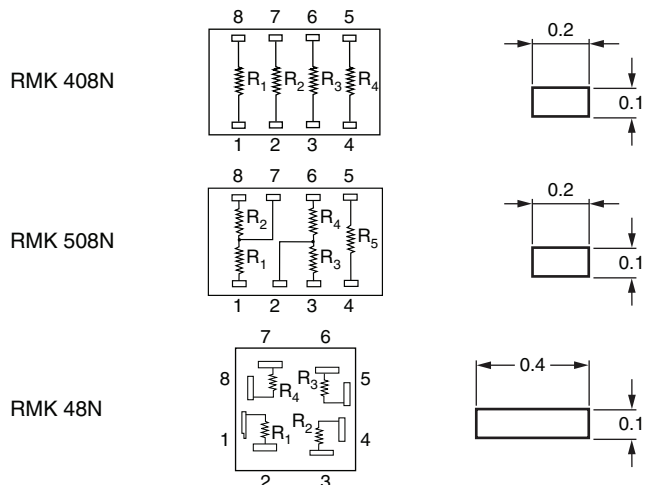 8 7 6 5
0.2
RMK 408N
R1 R2 R3 R4
0.1
1 2 3 4
8 7 6 5
0.2
R2 R4
RMK 508N
R5
R1 R3
0.1
1 2 3 4
7 6
0.4
8 R4 R3 5
RMK 48N
1 R1 R2 4
0.1
2 3